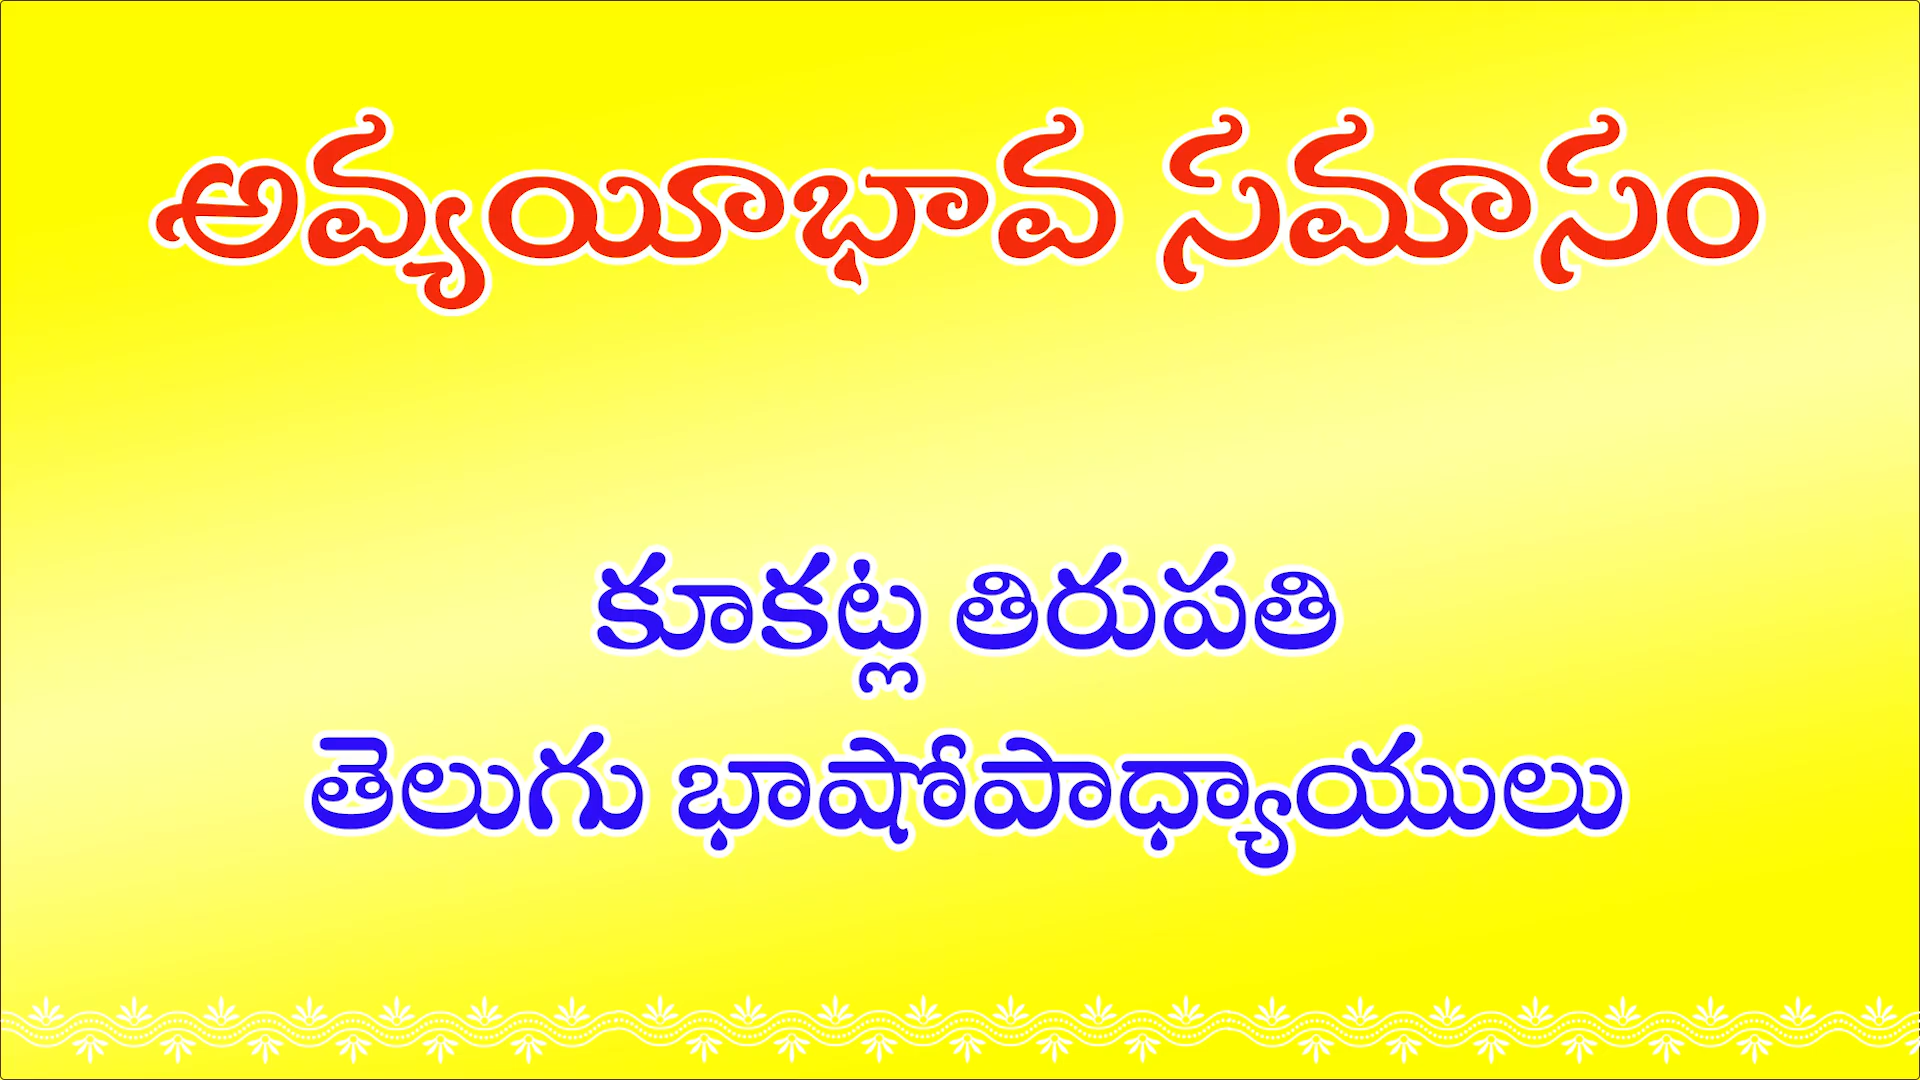 అవ్యయీభావ సమాసం
కూకట్ల తిరుపతి
తెలుగు భాషోపాధ్యాయులు